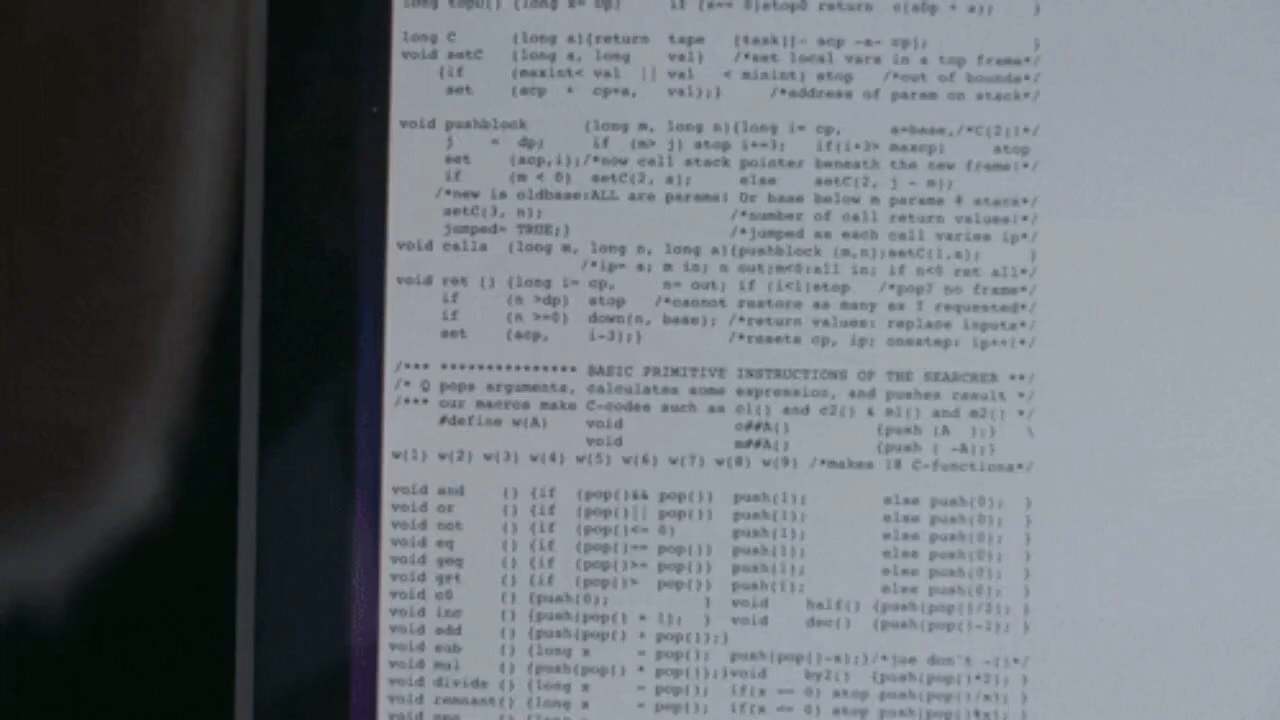 long C (long a){return tape [task][- acp -a- cp];
void setC (long a, long val) /*set local vars in a top frame*/
{if (maxint< val || val < minint) stop /*out of bounds*/
set (acp + cp+a, val);} /*address of param on stack*/
void pushblock (long m, long n){long i= cp, a=base,/*C(2)!*/
j = dp; if (m> j) stop i+=3; if(i+3> maxcp) stop
set (acp,i);/*now call stack pointer beneath the new frame!*/
if (m < 0) setC(2, a); else setC(2, j - m);
/*new is oldbase:ALL are params! Or base below m params # stack*/
setC(3, n); /*number of call return values!*/
jumped= TRUE;} /*jumped as each call varies ip*/
void calls (long m, long n, long a){pushblock (m,n);setC(1,a); }
/*ip= a; m in; n out;m<0:all in; if n<0 ret all*/
void ret () {long i= cp, n= out; if (i<1)stop /*pop? no frame*/
if (n >dp) stop /*cannot restore as many as I requested*/
if (n >=0) down(n, base); /*return values: replace inputs*/
set (acp, i-3);} /*resets cp, ip; onestep: ip++!*/
/*** *************** BASIC PRIMITIVE INSTRUCTIONS OF THE SEARCHER **/
/* Q pops arguments, calculates some expression, and pushes result */
/*** our macros make C-codes such as c1() and c2() & m1() and m2() */
#define w(A) void c##A() {push (A );} \
void m##A() {push ( -A);}
w(1) w(2) w(3) w(4) w(5) w(6) w(7) w(8) w(9) /*makes 18 C-functions*/
void and () {if (pop()&& pop()) push(1); else push(0); }
void or () {if (pop()|| pop()) push(1); else push(0); }
void not () {if (pop()<= 0) push(1); else push(0); }
void eq () {if (pop()== pop()) push(1); else push(0); }
void geq () {if (pop()>= pop()) push(1); else push(0); }
void grt () {if (pop()> pop()) push(1); else push(0); }
void c0 () {push(0); } void half() {push(pop()/2); }
void inc () {push(pop() + 1); } void dec() {push(pop()-1); }
void add () {push(pop() + pop());}
void sub () {long x = pop(); push(pop()-x);}/*jue don't -()*/
void mul () {push(pop() * pop());}void by2() {push(pop()*2); }
void divide () {long x = pop(); if(x == 0) stop push(pop()/x); }
void remnant() {long x = pop(); if(x == 0) stop push(pop()%x); }